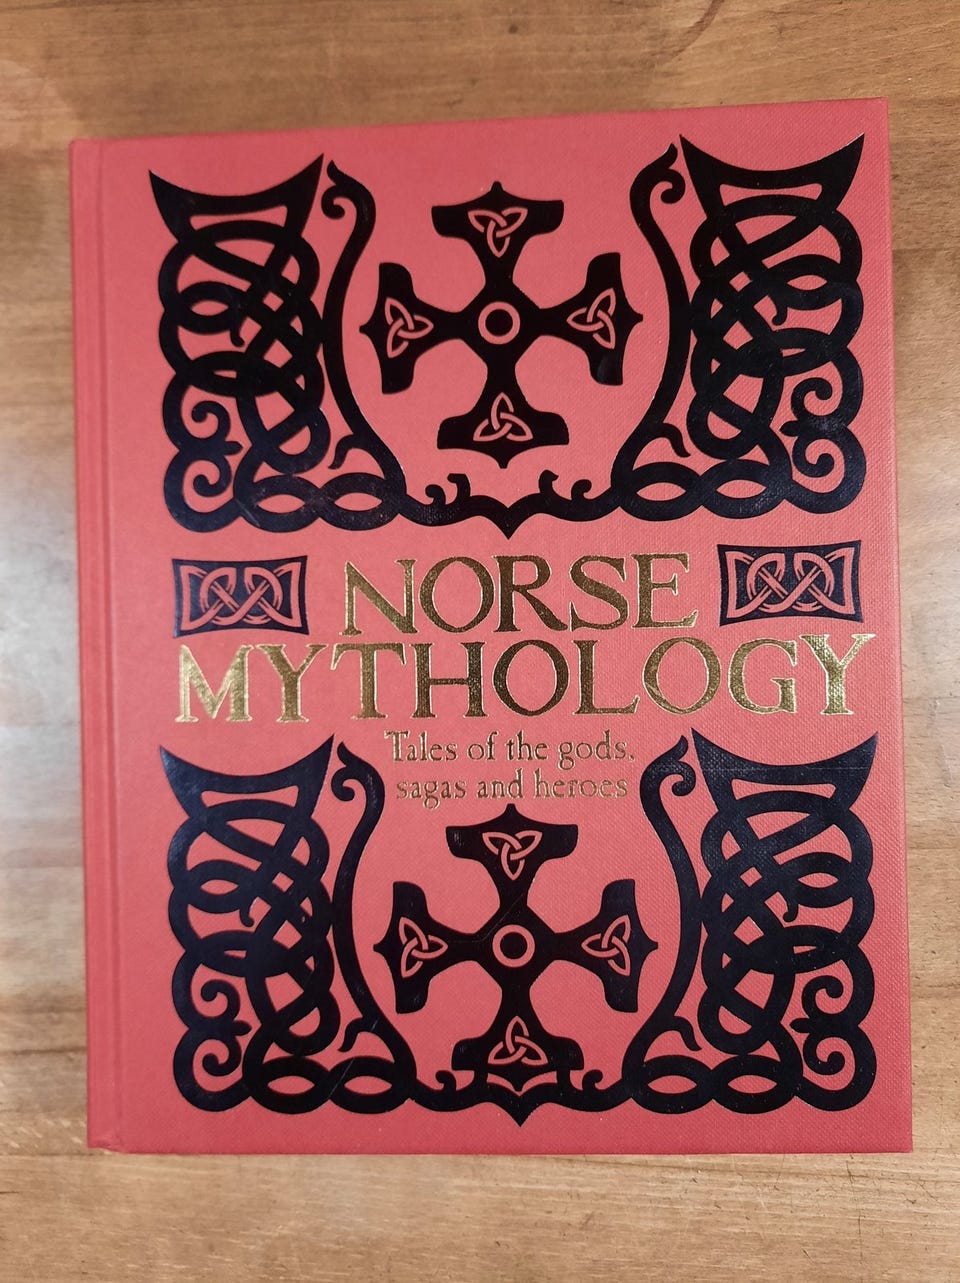 NORSE
MYTHOLOGY
Tales of the gods,
sagas and heroes